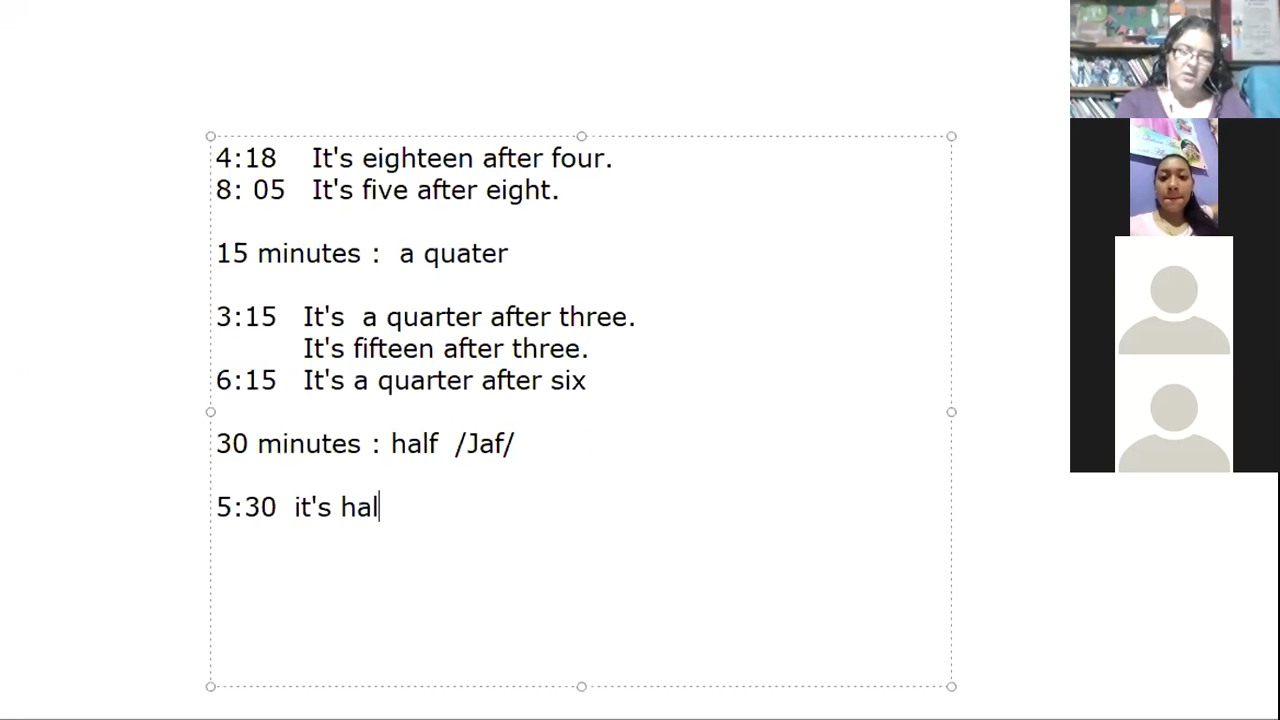 4:18 It's eighteen after four.
8: 05 It's five after eight.
15 minutes : a quater
3:15 It's a quarter after three.
It's fifteen after three.
6:15 It's a quarter after six
30 minutes : half /Jaf/
5:30 it's hal